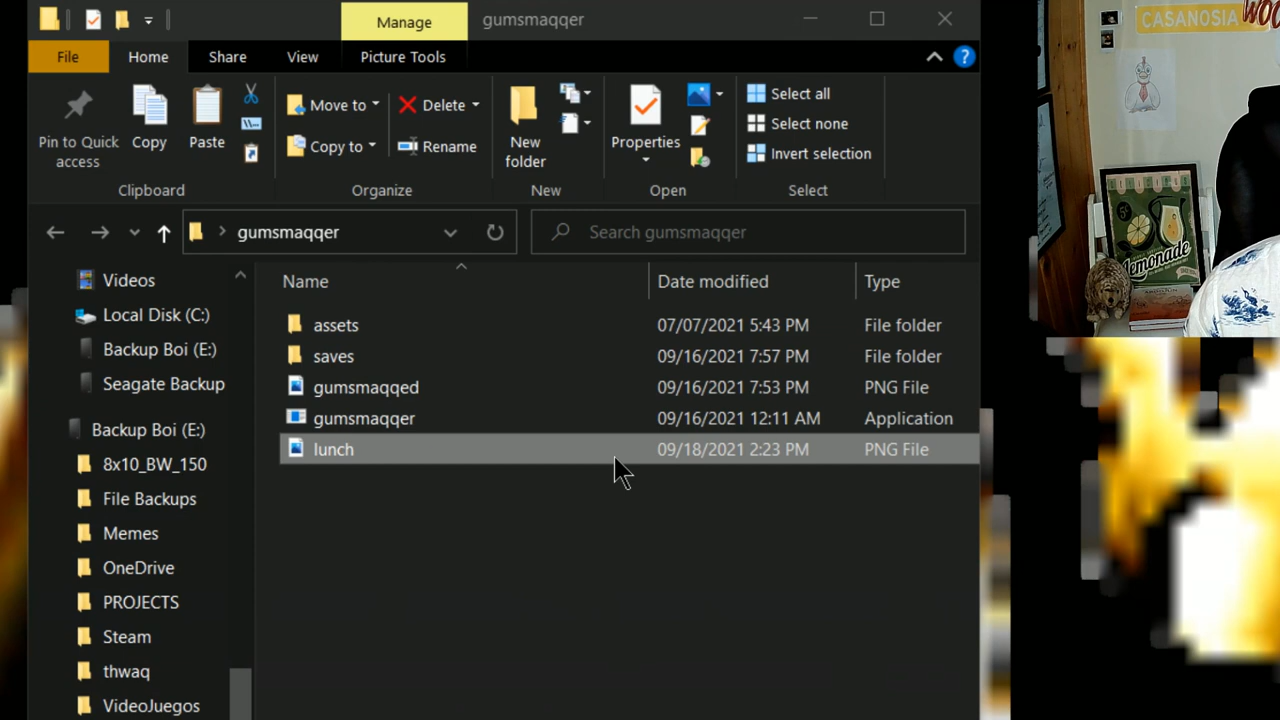 Manage
gumsmaqqer
File
Home
Share
View
Picture Tools
Pin to Quick access
Copy
Paste
Move to
Copy to
Delete
Rename
New folder
Properties
Select all
Select none
Invert selection
Clipboard
Organize
New
Open
Select
gumsmaqqer
Search gumsmaqqer
Name
Date modified
Type
assets 07/07/2021 5:43 PM File folder
saves 09/16/2021 7:57 PM File folder
gumsmaqqed 09/16/2021 7:53 PM PNG File
gumsmaqqer 09/16/2021 12:11 AM Application
lunch 09/18/2021 2:23 PM PNG File
Videos
Local Disk (C:)
Backup Boi (E:)
Seagate Backup
Backup Boi (E:)
8x10_BW_150
File Backups
Memes
OneDrive
PROJECTS
Steam
thwaq
VideoJuegos
CASANOSIA
5¢
Lemonade